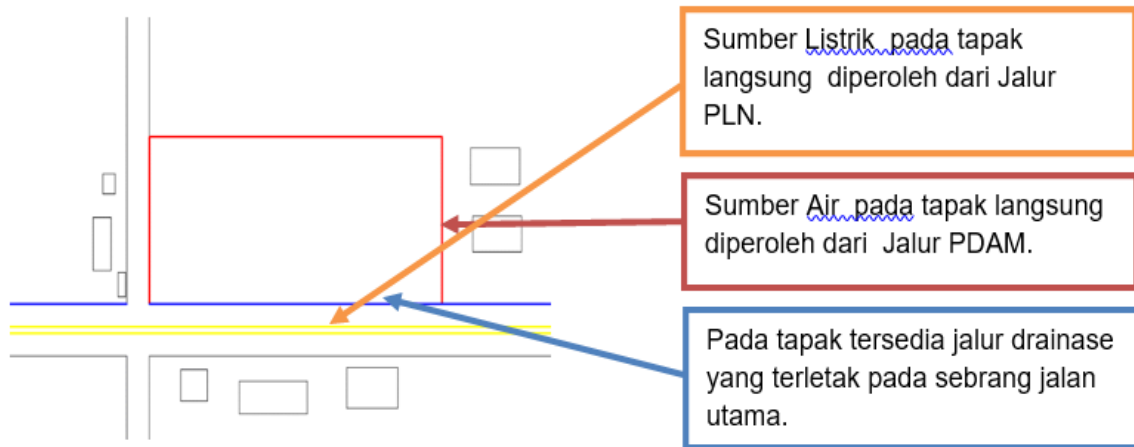 Sumber Listrik pada tapak
langsung diperoleh dari Jalur
PLN.
Sumber Air pada tapak langsung
diperoleh dari Jalur PDAM.
Pada tapak tersedia jalur drainase
yang terletak pada sebrang jalan
utama.